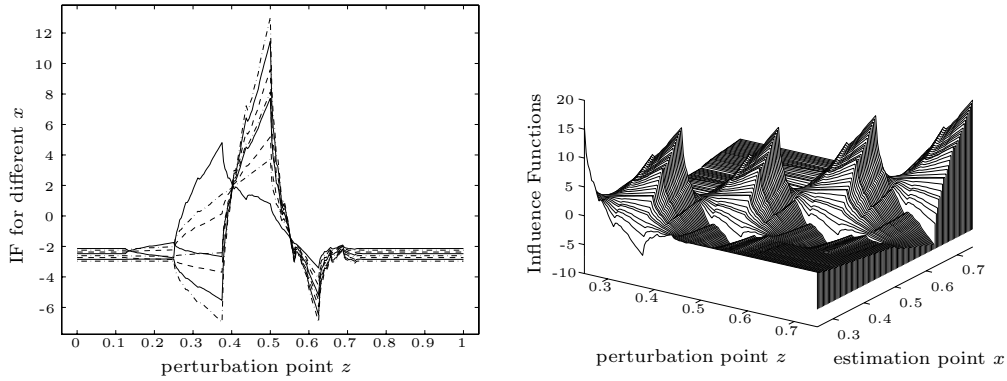 12
10
8
6
4
2
0
-2
-4
-6
IF for different x
0 0.1 0.2 0.3 0.4 0.5 0.6 0.7 0.8 0.9 1
perturbation point z
20
15
10
5
0
-5
-10
Influence Functions
0.3 0.4 0.5 0.6 0.7
perturbation point z
0.3 0.4 0.5 0.6 0.7
estimation point x